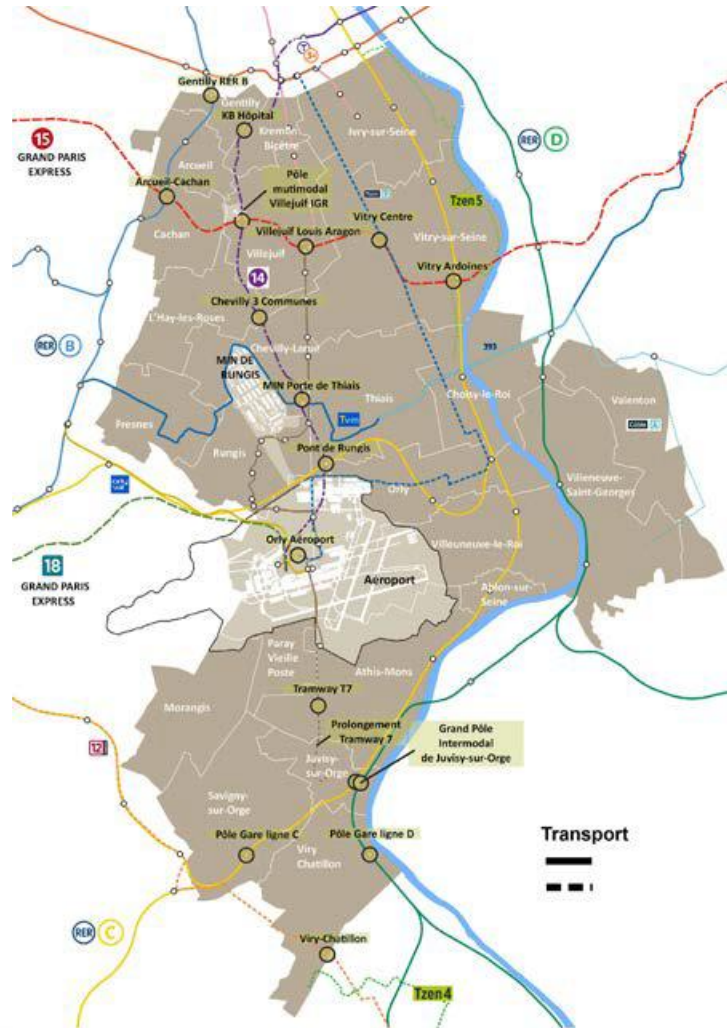 Gentilly RER B
Gentilly
KB Hôpital
Kremlin
Bicêtre
Ivry-sur-Seine
15
GRAND PARIS
EXPRESS
RER D
Arcueil
Arcueil-Cachan
Pôle
mutimodal
Villejuif IGR
Tzen 5
Vitry Centre
Villejuif Louis Aragon
Cachan
Vitry-sur-Seine
Villejuif
Vitry Ardoines
14
Chevilly 3 Communes
L'Hay-les-Roses
RER B
Chevilly-Larue
393
MIN DE
RUNGIS
MIN Porte de Thiais
Thiais
Choisy-le-Roi
Valenton
Tvm
Fresnes
Rungis
Pont de Rungis
Orly
Villeneuve-
Saint-Georges
Villeuneuve-le-Roi
Orly Aéroport
18
GRAND PARIS
EXPRESS
Aéroport
Ablon-sur-
Seine
Paray
Vieille
Poste
Athis-Mons
Tramway T7
Morangis
Prolongement
Tramway 7
Grand Pôle
Intermodal
de Juvisy-sur-Orge
12
Juvisy-
sur-Orge
Savigny-
sur-Orge
Transport
Pôle Gare ligne C
Pôle Gare ligne D
Viry
Chatillon
RER C
Viry-Chatillon
Tzen 4